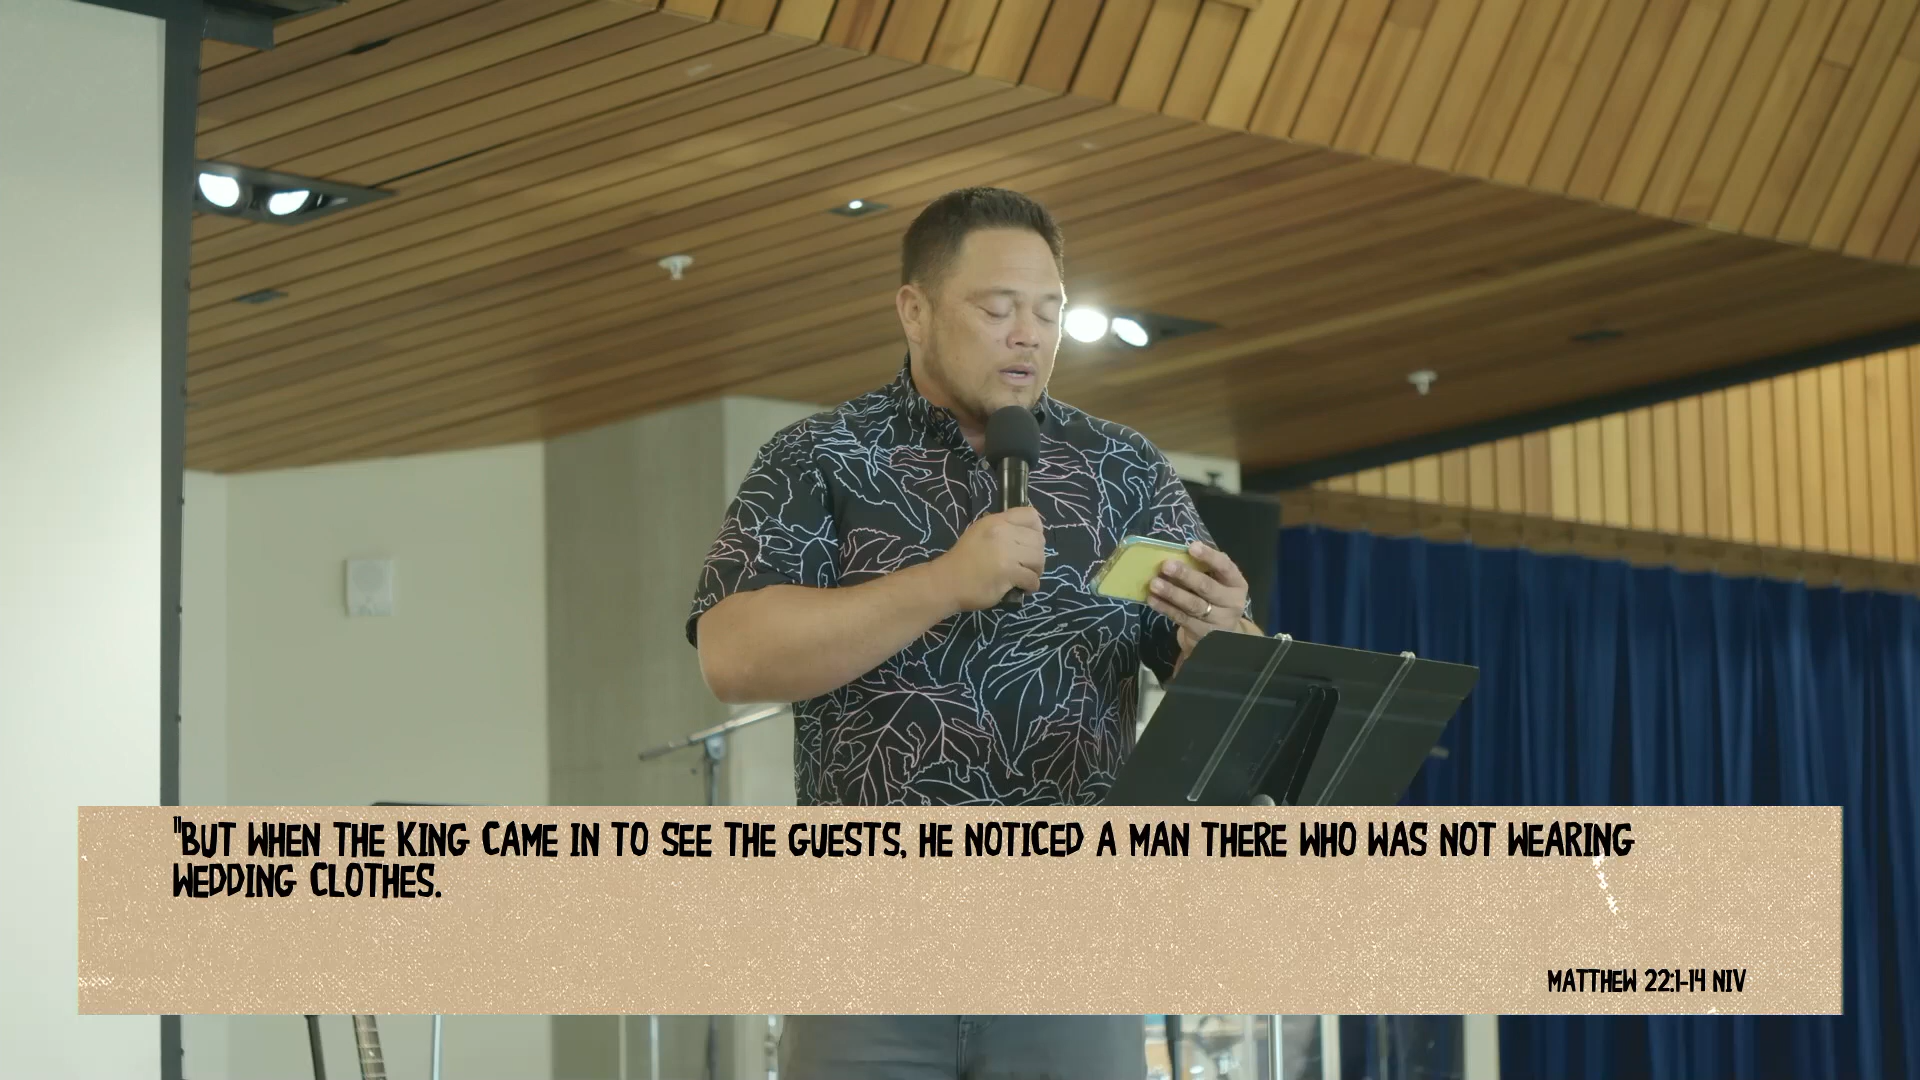 "BUT WHEN THE KING CAME IN TO SEE THE GUESTS, HE NOTICED A MAN THERE WHO WAS NOT WEARING
WEDDING CLOTHES.
MATTHEW 22:1-14 NIV